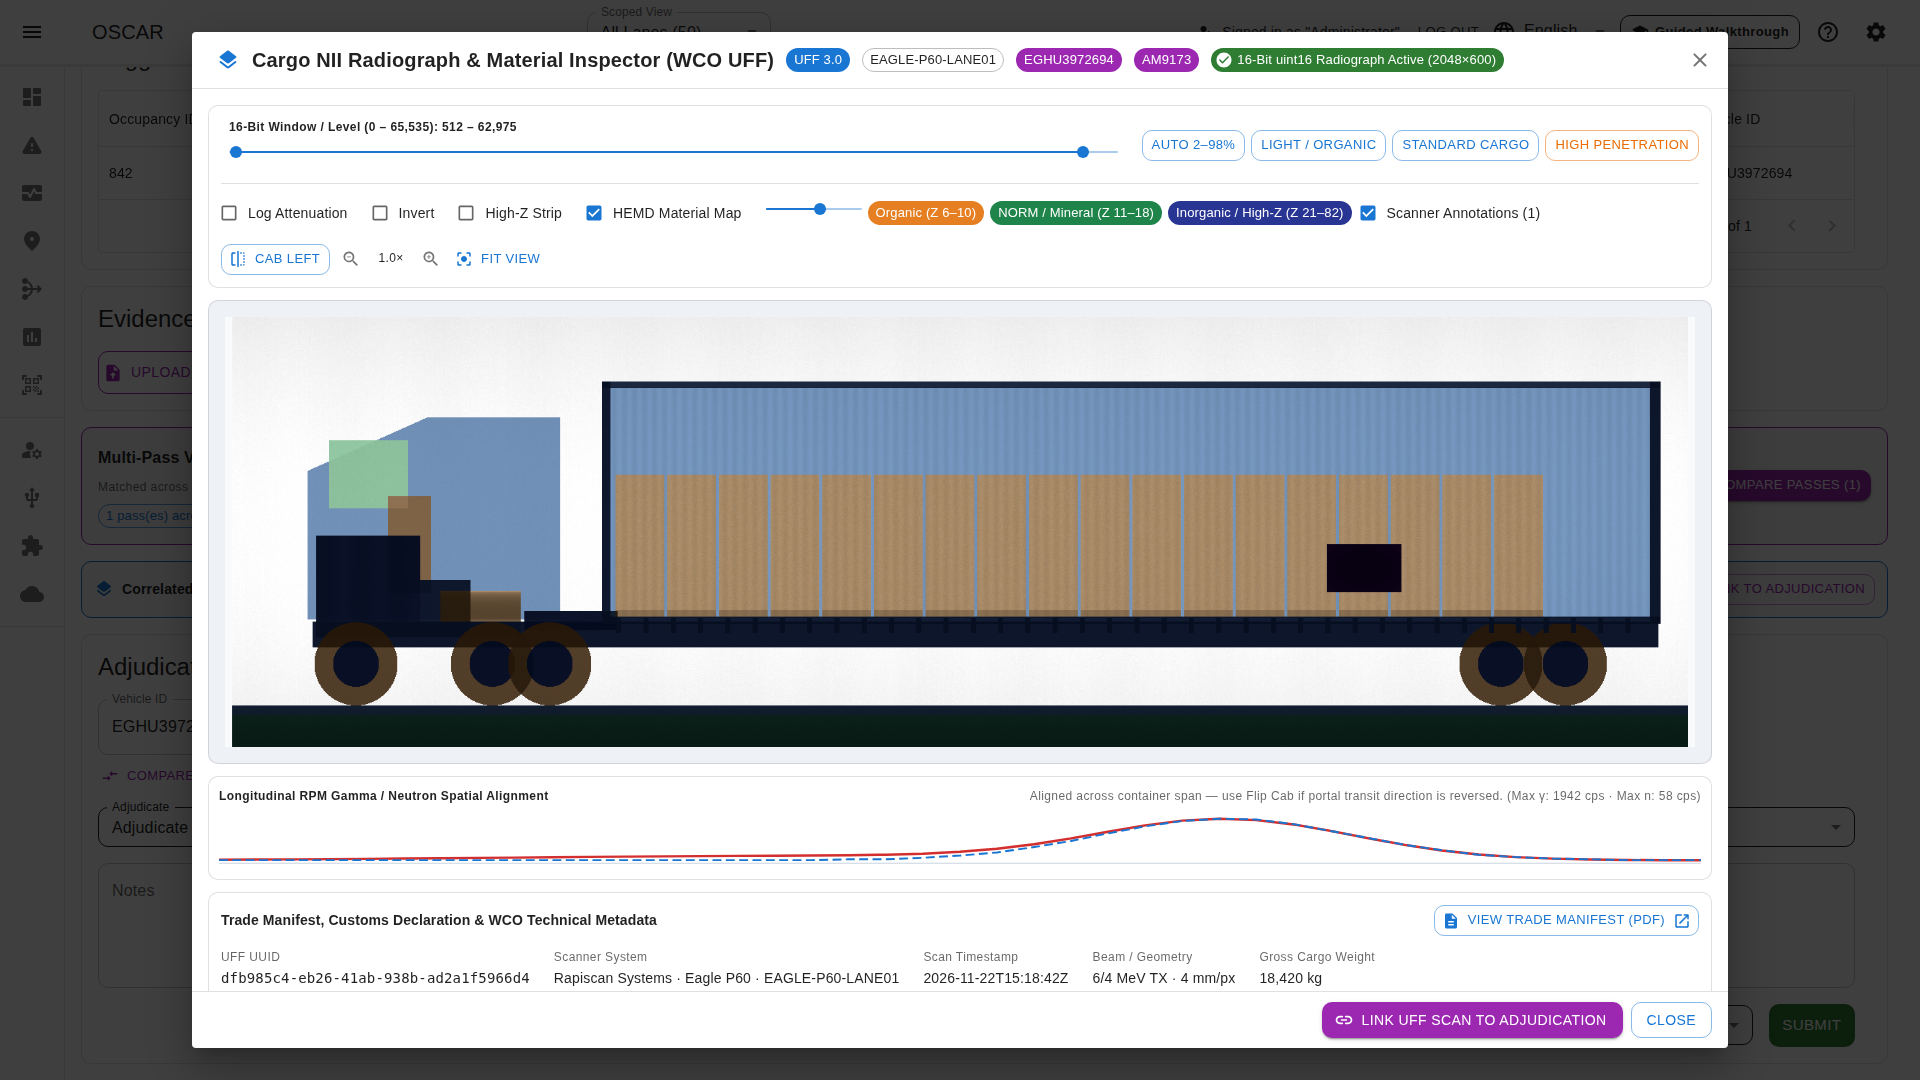 OSCAR
Scoped View
All Lanes (50)
Signed in as "Administrator"
LOG OUT
English
Guided Walkthrough
Cargo NII Radiograph & Material Inspector (WCO UFF)
UFF 3.0
EAGLE-P60-LANE01
EGHU3972694
AM9173
16-Bit uint16 Radiograph Active (2048×600)
16-Bit Window / Level (0 – 65,535): 512 – 62,975
AUTO 2–98%
LIGHT / ORGANIC
STANDARD CARGO
HIGH PENETRATION
Log Attenuation
Invert
High-Z Strip
HEMD Material Map
Organic (Z 6–10)
NORM / Mineral (Z 11–18)
Inorganic / High-Z (Z 21–82)
Scanner Annotations (1)
CAB LEFT
1.0×
FIT VIEW
Longitudinal RPM Gamma / Neutron Spatial Alignment
Aligned across container span — use Flip Cab if portal transit direction is reversed. (Max γ: 1942 cps · Max n: 58 cps)
Trade Manifest, Customs Declaration & WCO Technical Metadata
VIEW TRADE MANIFEST (PDF)
UFF UUID
dfb985c4-eb26-41ab-938b-ad2a1f5966d4
Scanner System
Rapiscan Systems · Eagle P60 · EAGLE-P60-LANE01
Scan Timestamp
2026-11-22T15:18:42Z
Beam / Geometry
6/4 MeV TX · 4 mm/px
Gross Cargo Weight
18,420 kg
LINK UFF SCAN TO ADJUDICATION
CLOSE
Occupancy ID
842
cle ID
U3972694
of 1
Evidence
UPLOAD
Multi-Pass V
Matched across
1 pass(es) acro
OMPARE PASSES (1)
Correlated
NK TO ADJUDICATION
Adjudicat
Vehicle ID
EGHU3972
COMPARE
Adjudicate
Adjudicate
Notes
SUBMIT